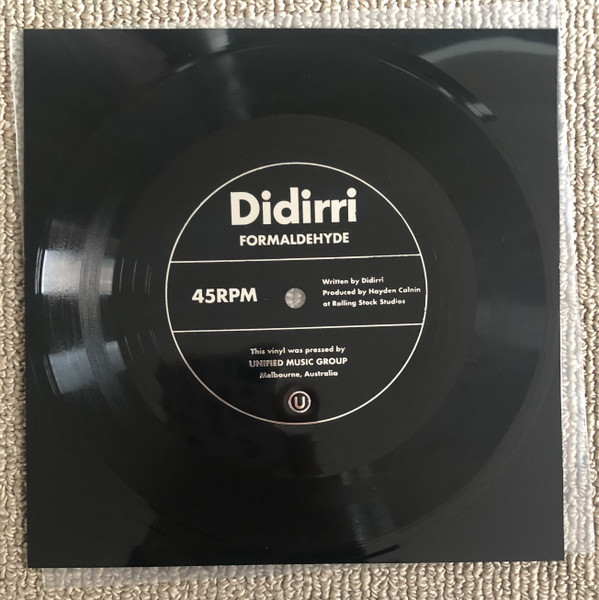 Didirri
FORMALDEHYDE
45RPM
Written by Didirri
Produced by Hayden Calnin
at Rolling Stock Studios
This vinyl was pressed by
UNIFIED MUSIC GROUP
Melbourne, Australia
U